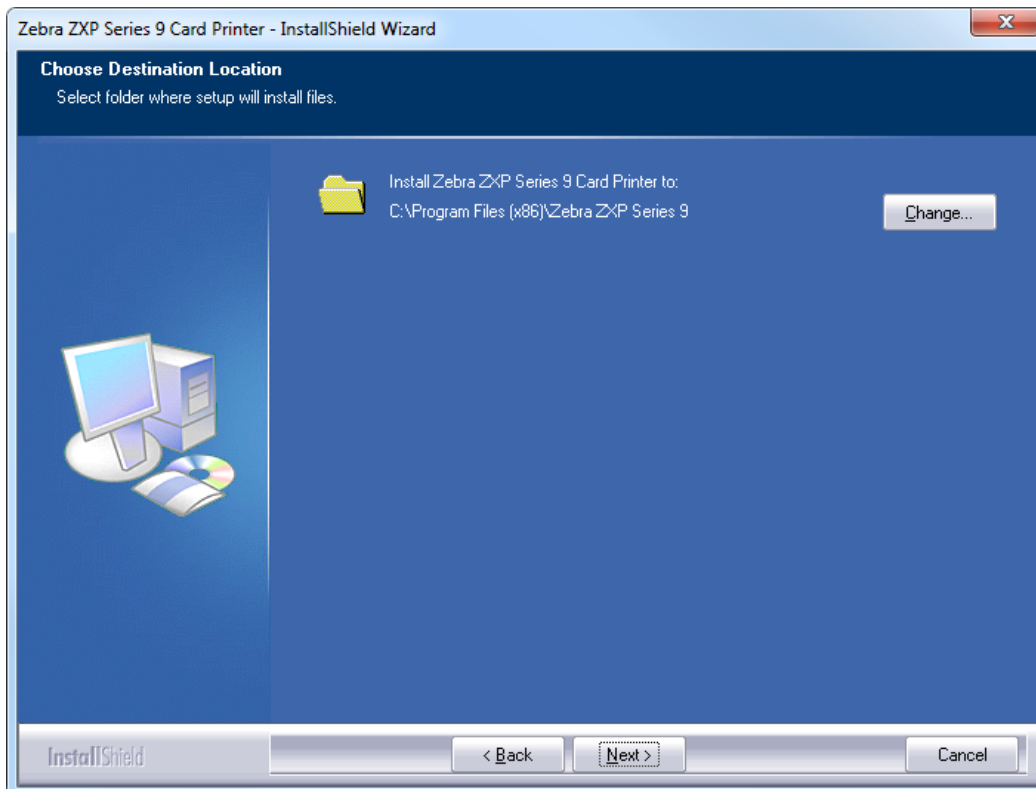 Zebra ZXP Series 9 Card Printer - InstallShield Wizard
Choose Destination Location
Select folder where setup will install files.
Install Zebra ZXP Series 9 Card Printer to:
C:\Program Files (x86)\Zebra ZXP Series 9
Change...
InstallShield
< Back
Next >
Cancel